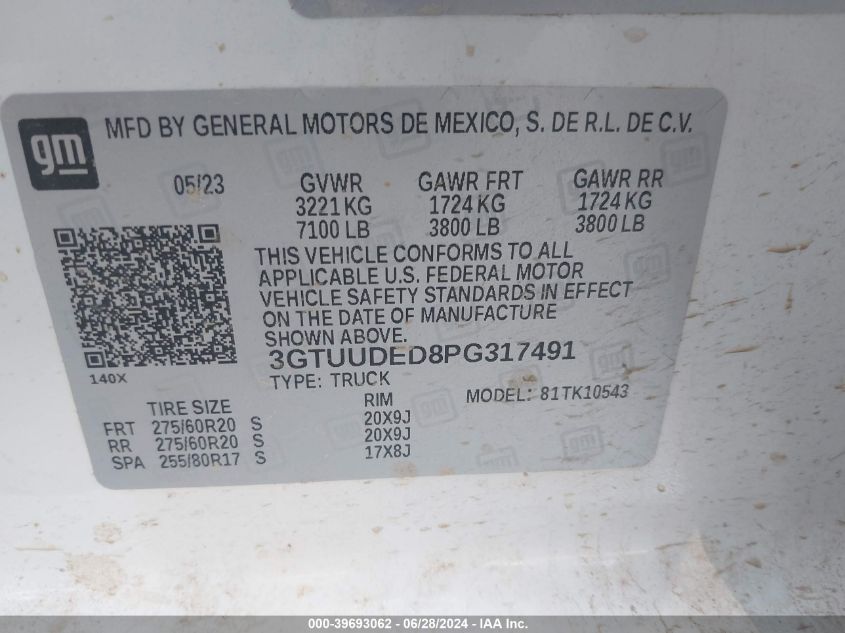 gm
MFD BY GENERAL MOTORS DE MEXICO, S. DE R.L. DE C.V.
05/23 GVWR GAWR FRT GAWR RR
3221 KG 1724 KG 1724 KG
7100 LB 3800 LB 3800 LB
THIS VEHICLE CONFORMS TO ALL
APPLICABLE U.S. FEDERAL MOTOR
VEHICLE SAFETY STANDARDS IN EFFECT
ON THE DATE OF MANUFACTURE
SHOWN ABOVE.
3GTUUDED8PG317491
140X
TYPE: TRUCK MODEL: 81TK10543
TIRE SIZE RIM
FRT 275/60R20 S 20X9J
RR 275/60R20 S 20X9J
SPA 255/80R17 S 17X8J
000-39693062 - 06/28/2024 - IAA Inc.